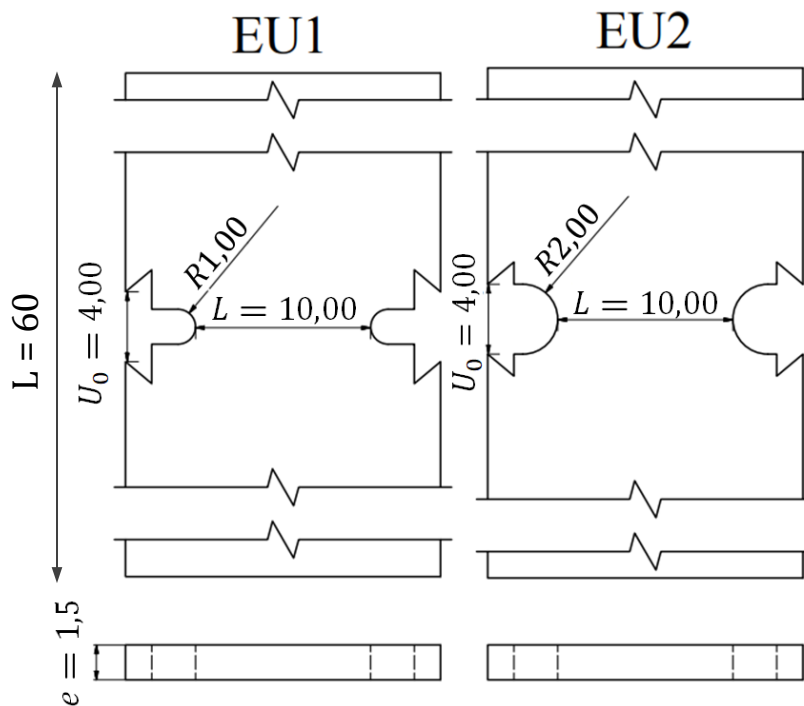 EU1
EU2
L = 60
U₀ = 4,00
R1,00
L = 10,00
U₀ = 4,00
R2,00
L = 10,00
e = 1,5